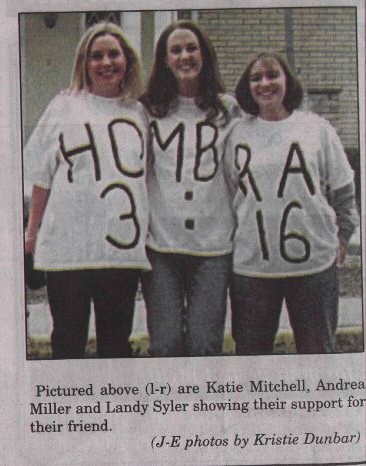 HOMBRA
3:16
Pictured above (l-r) are Katie Mitchell, Andrea
Miller and Landy Syler showing their support for
their friend.
(J-E photos by Kristie Dunbar)